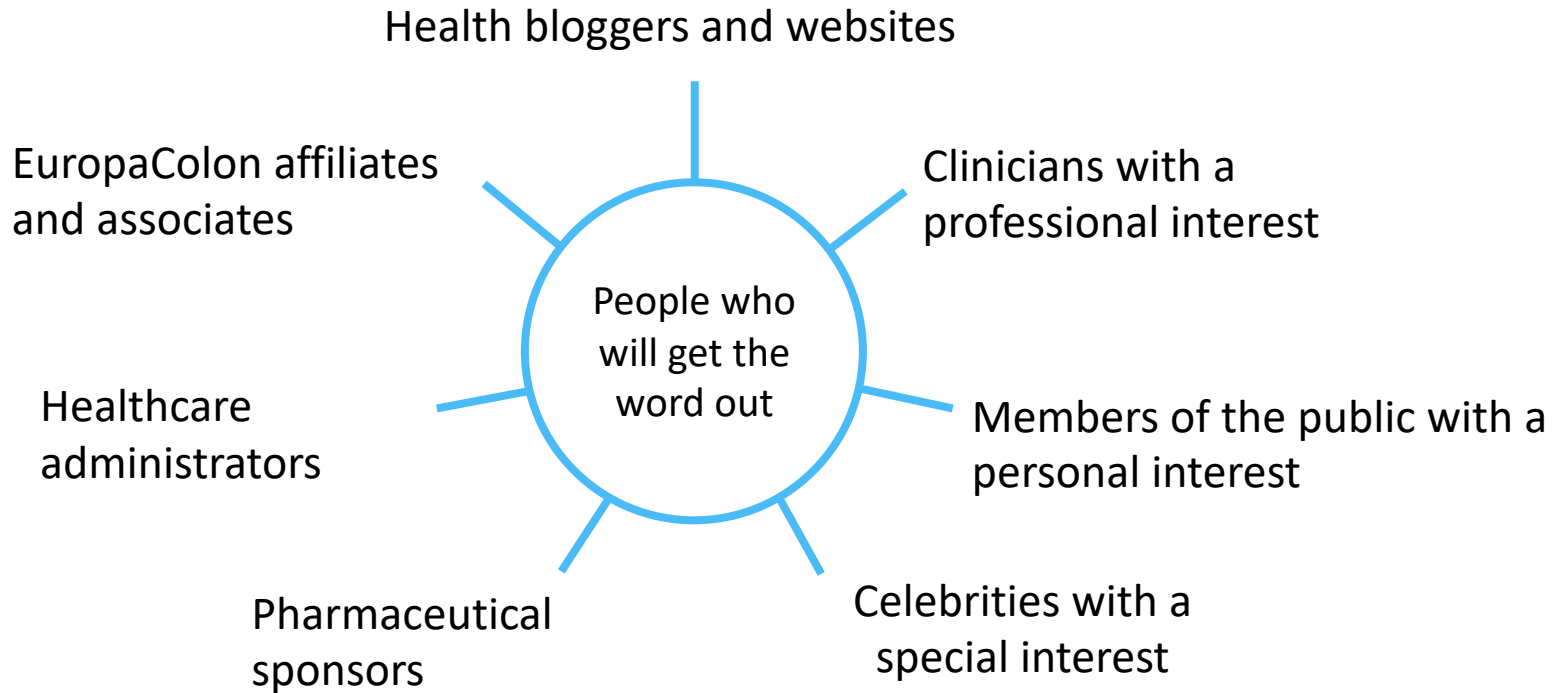 Health bloggers and websites
EuropaColon affiliates
and associates
Clinicians with a
professional interest
People who
will get the
word out
Healthcare
administrators
Members of the public with a
personal interest
Pharmaceutical
sponsors
Celebrities with a
special interest